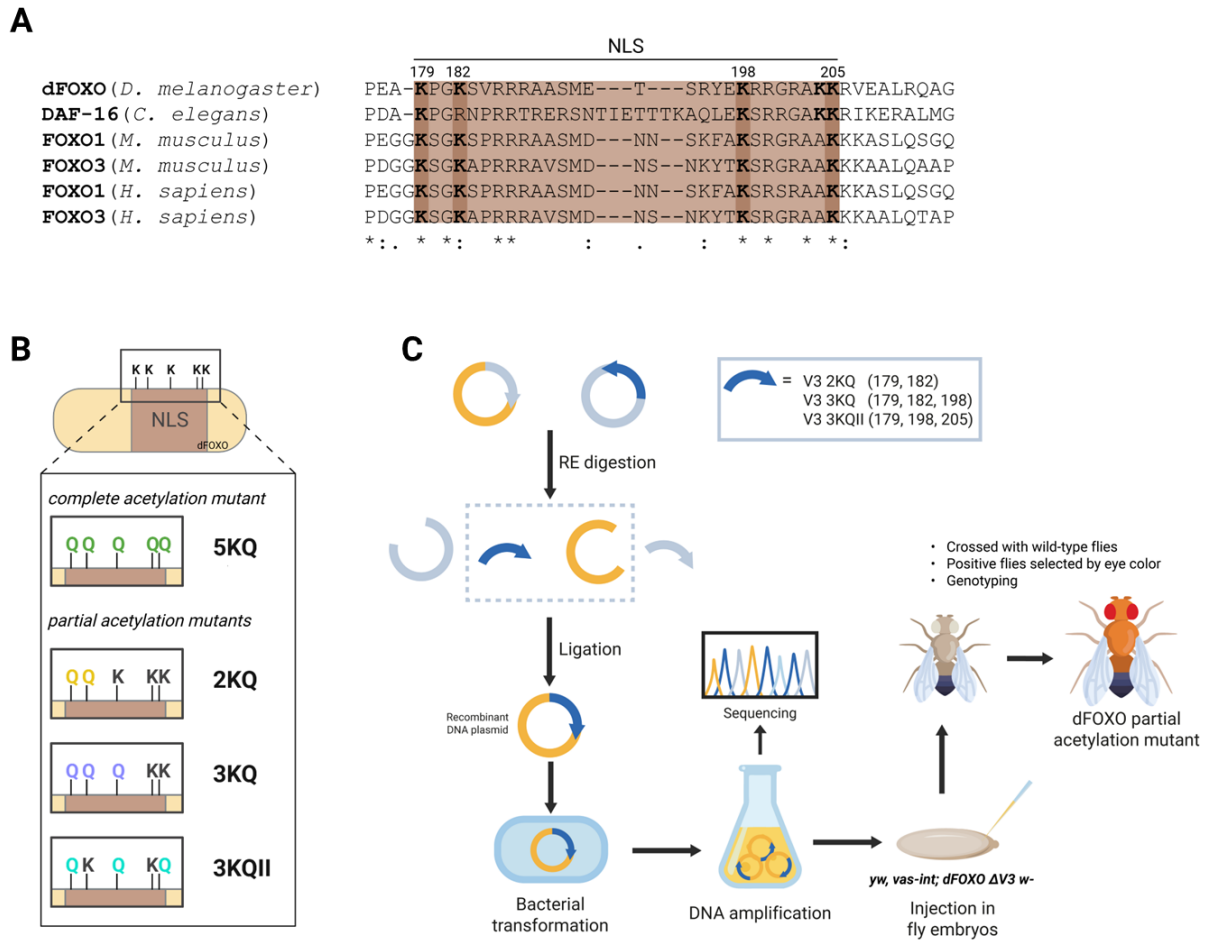 A
NLS
179 182 198 205
dFOXO(D. melanogaster) PEA-KPGKSVRRRAASME---T---SRYEKRRGRAKKRVEALRQAG
DAF-16(C. elegans) PDA-KPGRNPRRTRERSNTIETTTKAQLEKSRRGAKKRIKERALMG
FOXO1(M. musculus) PEGGKSGKSPRRRAASMD---NN--SKFAKSRGRAAKKKASLQSGQ
FOXO3(M. musculus) PDGGKSGKAPRRRAVSMD---NS--NKYTKSRGRAAKKKAALQAAP
FOXO1(H. sapiens) PEGGKSGKSPRRRAASMD---NN--SKFAKSRSRAAKKKASLQSGQ
FOXO3(H. sapiens) PDGGKSGKAPRRRAVSMD---NS--NKYTKSRGRAAKKKAALQTAP
*:. * *: ** : . : * * * *:
B
K K K KK
NLS
dFOXO
complete acetylation mutant
Q Q Q QQ 5KQ
partial acetylation mutants
Q Q K KK 2KQ
Q Q Q KK 3KQ
Q K Q KQ 3KQII
C
= V3 2KQ (179, 182)
V3 3KQ (179, 182, 198)
V3 3KQII (179, 198, 205)
RE digestion
Ligation
Recombinant
DNA plasmid
Bacterial
transformation
Sequencing
DNA amplification
• Crossed with wild-type flies
• Positive flies selected by eye color
• Genotyping
yw, vas-int; dFOXO ΔV3 w-
Injection in
fly embryos
dFOXO partial
acetylation mutant